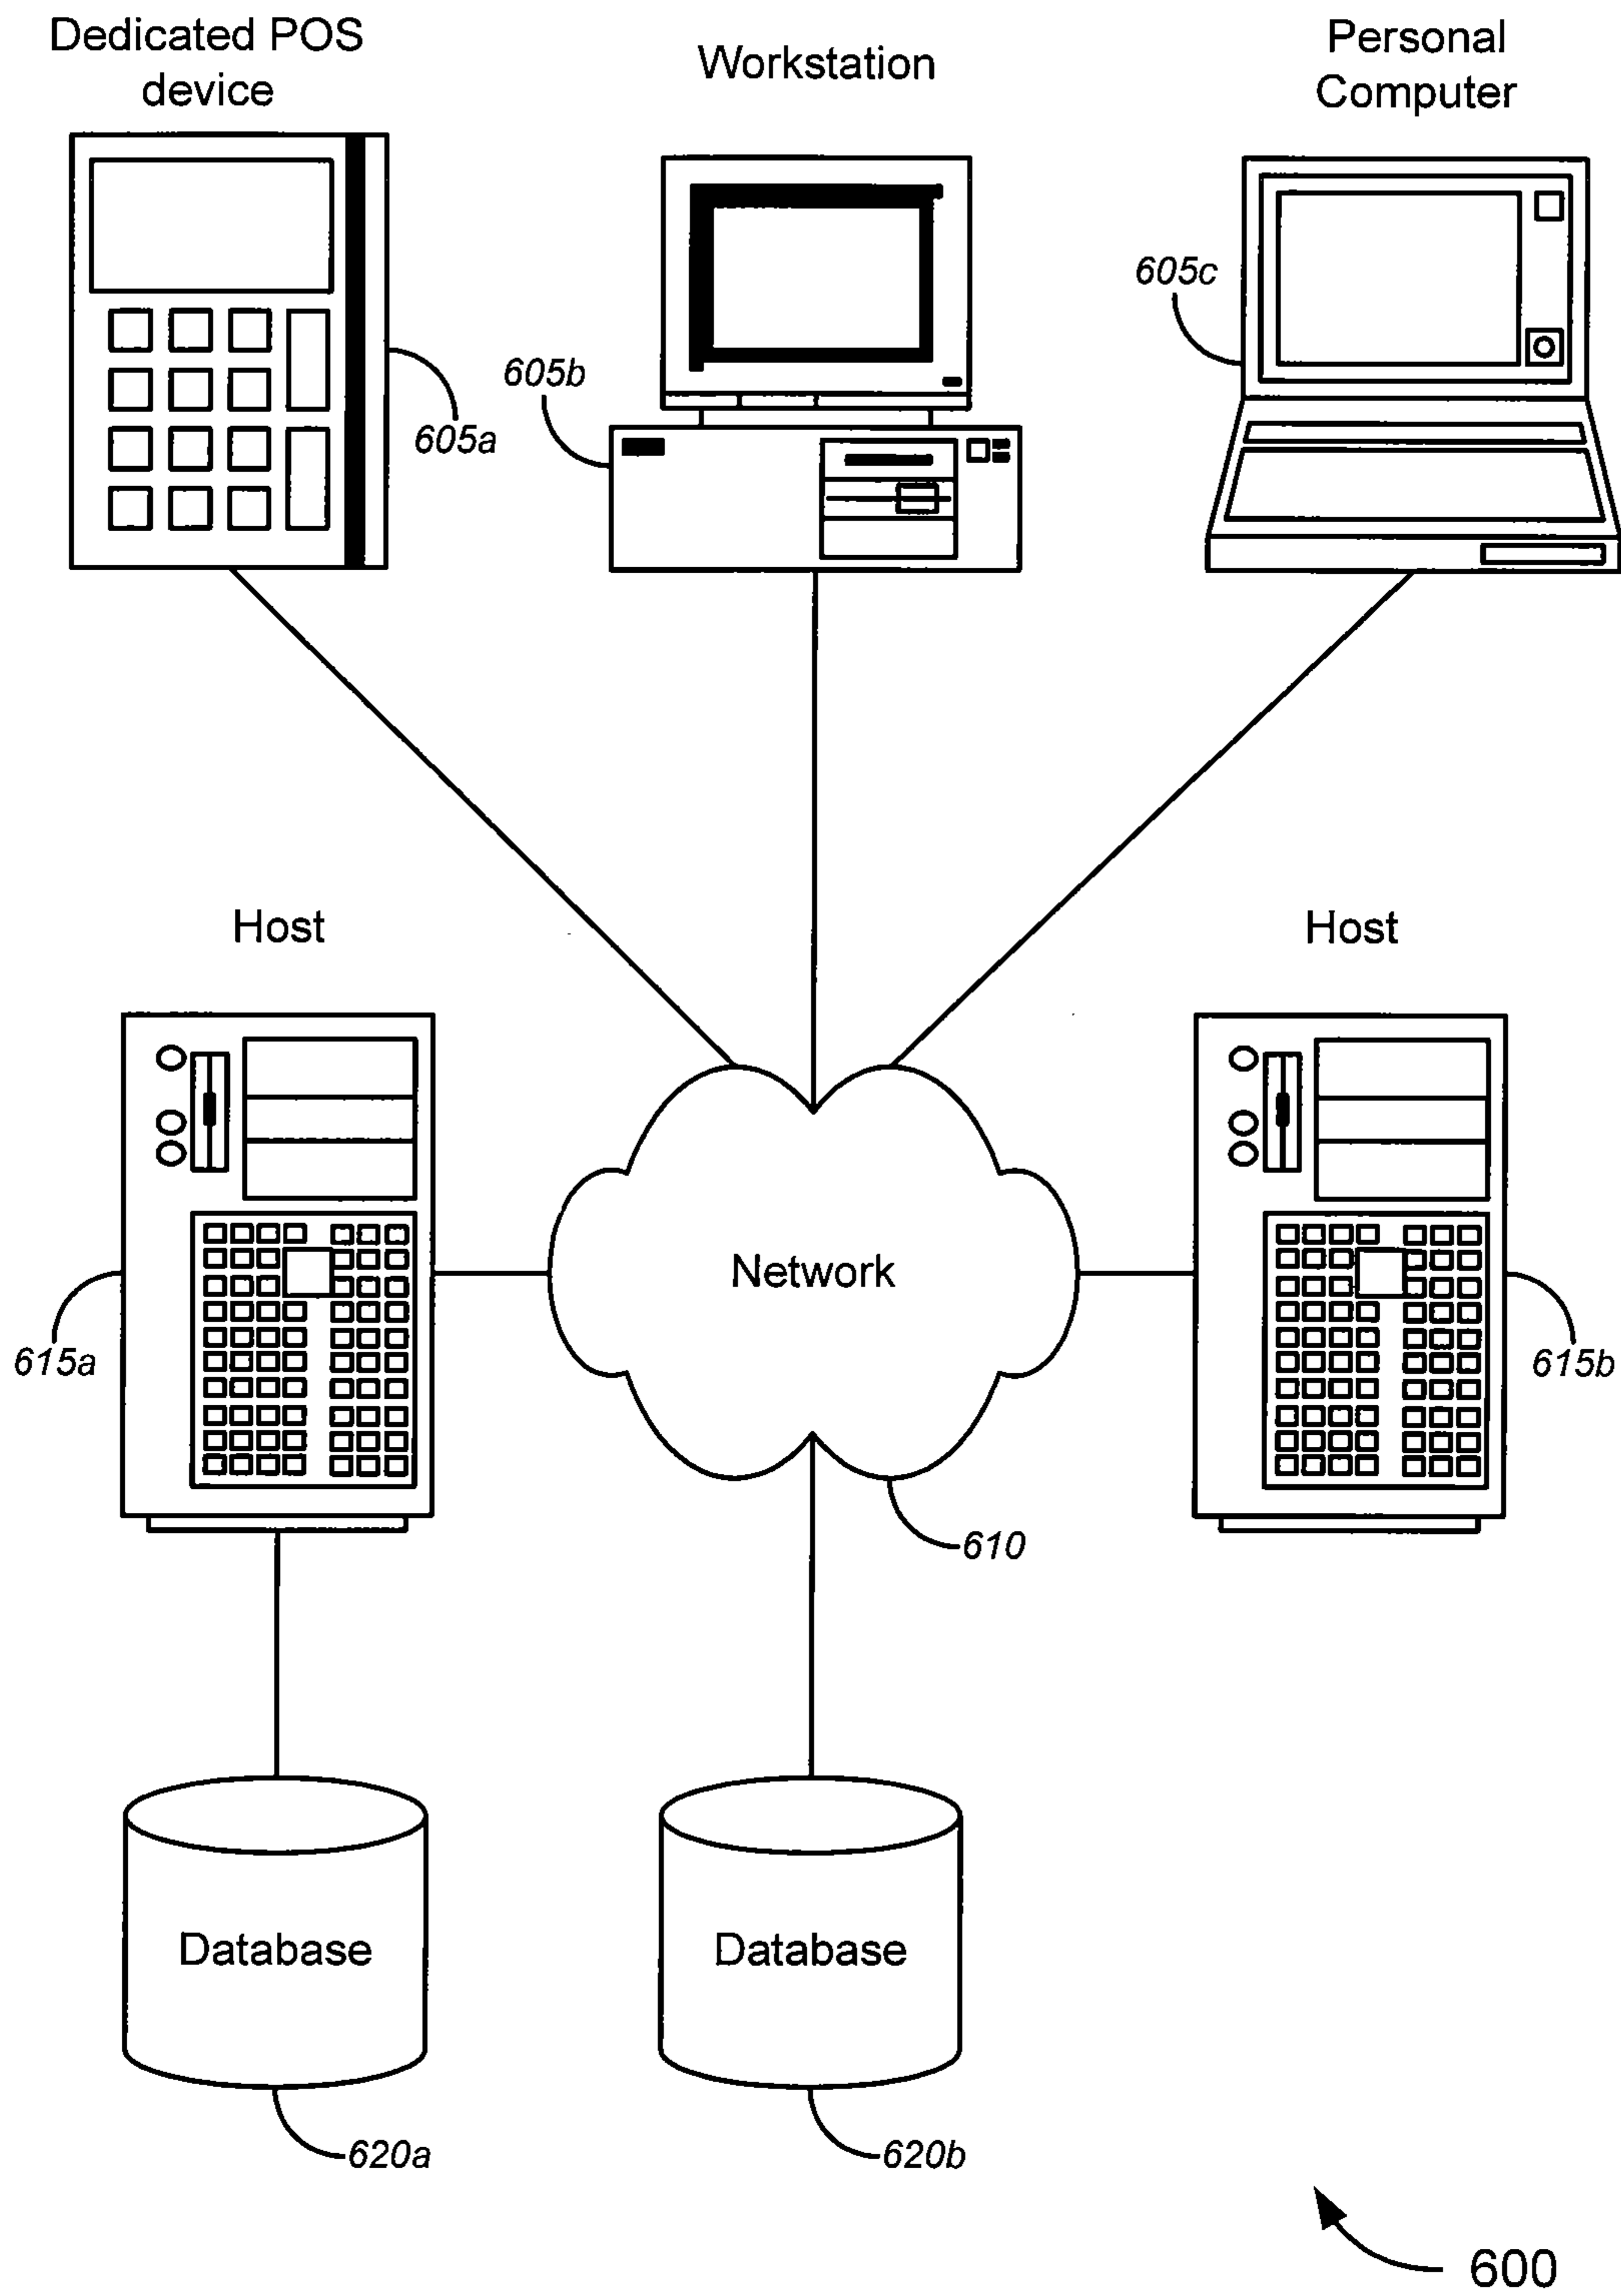 Dedicated POS
device
Workstation
Personal
Computer
605a
605b
605c
Host
Host
Network
615a
615b
610
Database
Database
620a
620b
600